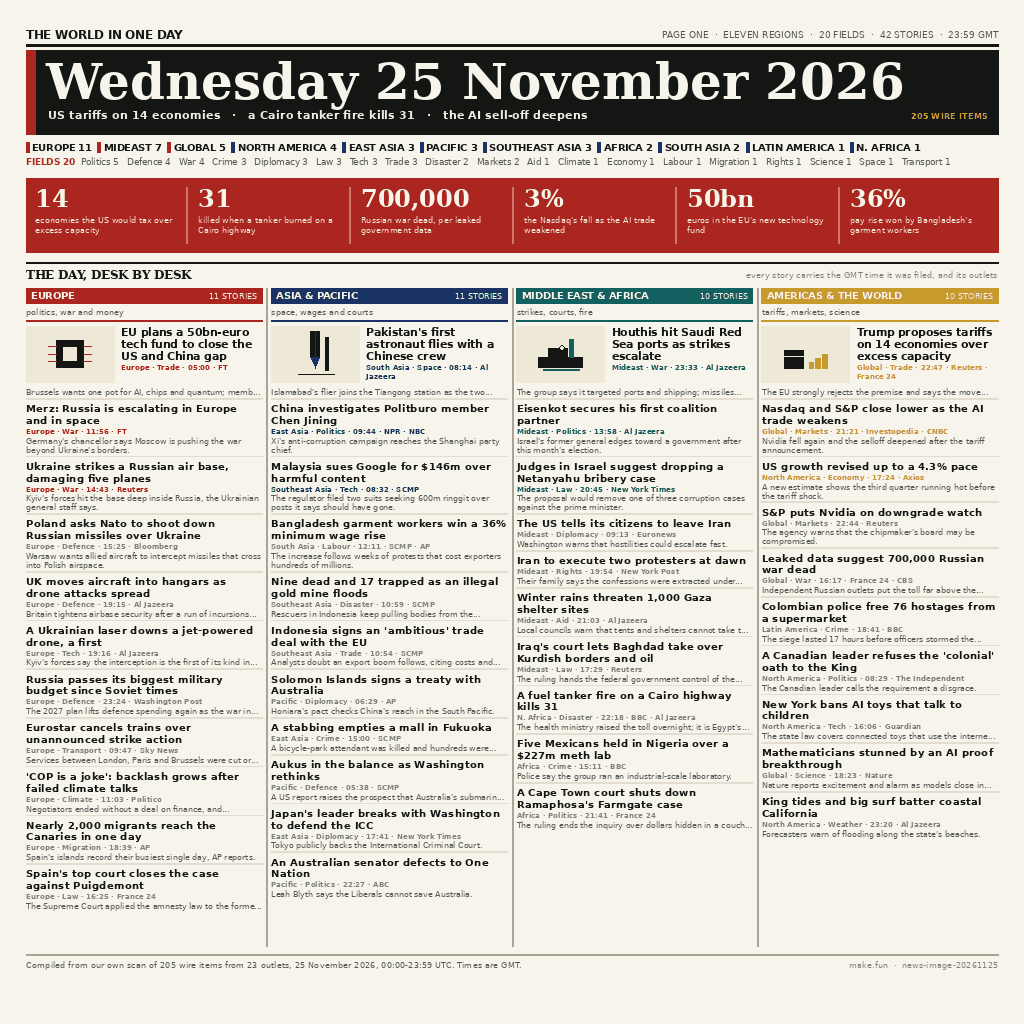 THE WORLD IN ONE DAY
PAGE ONE · ELEVEN REGIONS · 20 FIELDS · 42 STORIES · 23:59 GMT
Wednesday 25 November 2026
US tariffs on 14 economies · a Cairo tanker fire kills 31 · the AI sell-off deepens
205 WIRE ITEMS
EUROPE 11 MIDEAST 7 GLOBAL 5 NORTH AMERICA 4 EAST ASIA 3 PACIFIC 3 SOUTHEAST ASIA 3 AFRICA 2 SOUTH ASIA 2 LATIN AMERICA 1 N. AFRICA 1
FIELDS 20 Politics 5 Defence 4 War 4 Crime 3 Diplomacy 3 Law 3 Tech 3 Trade 3 Disaster 2 Markets 2 Aid 1 Climate 1 Economy 1 Labour 1 Migration 1 Rights 1 Science 1 Space 1 Transport 1
14
economies the US would tax over
excess capacity
31
killed when a tanker burned on a
Cairo highway
700,000
Russian war dead, per leaked
government data
3%
the Nasdaq's fall as the AI trade
weakened
50bn
euros in the EU's new technology
fund
36%
pay rise won by Bangladesh's
garment workers
THE DAY, DESK BY DESK
every story carries the GMT time it was filed, and its outlets
EUROPE 11 STORIES
politics, war and money
EU plans a 50bn-euro
tech fund to close the
US and China gap
Europe · Trade · 05:00 · FT
Brussels wants one pot for AI, chips and quantum; memb...
Merz: Russia is escalating in Europe
and in space
Europe · War · 11:56 · FT
Germany's chancellor says Moscow is pushing the war
beyond Ukraine's borders.
Ukraine strikes a Russian air base,
damaging five planes
Europe · War · 14:43 · Reuters
Kyiv's forces hit the base deep inside Russia, the Ukrainian
general staff says.
Poland asks Nato to shoot down
Russian missiles over Ukraine
Europe · Defence · 15:25 · Bloomberg
Warsaw wants allied aircraft to intercept missiles that cross
into Polish airspace.
UK moves aircraft into hangars as
drone attacks spread
Europe · Defence · 19:15 · Al Jazeera
Britain tightens airbase security after a run of incursions...
A Ukrainian laser downs a jet-powered
drone, a first
Europe · Tech · 19:16 · Al Jazeera
Kyiv's forces say the interception is the first of its kind in...
Russia passes its biggest military
budget since Soviet times
Europe · Defence · 23:24 · Washington Post
The 2027 plan lifts defence spending again as the war in...
Eurostar cancels trains over
unannounced strike action
Europe · Transport · 09:47 · Sky News
Services between London, Paris and Brussels were cut or...
'COP is a joke': backlash grows after
failed climate talks
Europe · Climate · 11:03 · Politico
Negotiators ended without a deal on finance, and...
Nearly 2,000 migrants reach the
Canaries in one day
Europe · Migration · 18:39 · AP
Spain's islands record their busiest single day, AP reports.
Spain's top court closes the case
against Puigdemont
Europe · Law · 16:25 · France 24
The Supreme Court applied the amnesty law to the forme...
ASIA & PACIFIC 11 STORIES
space, wages and courts
Pakistan's first
astronaut flies with a
Chinese crew
South Asia · Space · 08:14 · Al
Jazeera
Islamabad's flier joins the Tiangong station as the two...
China investigates Politburo member
Chen Jining
East Asia · Politics · 09:44 · NPR · NBC
Xi's anti-corruption campaign reaches the Shanghai party
chief.
Malaysia sues Google for $146m over
harmful content
Southeast Asia · Tech · 08:32 · SCMP
The regulator filed two suits seeking 600m ringgit over
posts it says should have gone.
Bangladesh garment workers win a 36%
minimum wage rise
South Asia · Labour · 12:11 · SCMP · AP
The increase follows weeks of protests that cost exporters
hundreds of millions.
Nine dead and 17 trapped as an illegal
gold mine floods
Southeast Asia · Disaster · 10:59 · SCMP
Rescuers in Indonesia keep pulling bodies from the...
Indonesia signs an 'ambitious' trade
deal with the EU
Southeast Asia · Trade · 10:54 · SCMP
Analysts doubt an export boom follows, citing costs and...
Solomon Islands signs a treaty with
Australia
Pacific · Diplomacy · 06:29 · AP
Honiara's pact checks China's reach in the South Pacific.
A stabbing empties a mall in Fukuoka
East Asia · Crime · 15:00 · SCMP
A bicycle-park attendant was killed and hundreds were...
Aukus in the balance as Washington
rethinks
Pacific · Defence · 05:38 · SCMP
A US report raises the prospect that Australia's submarin...
Japan's leader breaks with Washington
to defend the ICC
East Asia · Diplomacy · 17:41 · New York Times
Tokyo publicly backs the International Criminal Court.
An Australian senator defects to One
Nation
Pacific · Politics · 22:27 · ABC
Leah Blyth says the Liberals cannot save Australia.
MIDDLE EAST & AFRICA 10 STORIES
strikes, courts, fire
Houthis hit Saudi Red
Sea ports as strikes
escalate
Mideast · War · 23:33 · Al Jazeera
The group says it targeted ports and shipping; missiles...
Eisenkot secures his first coalition
partner
Mideast · Politics · 13:58 · Al Jazeera
Israel's former general edges toward a government after
this month's election.
Judges in Israel suggest dropping a
Netanyahu bribery case
Mideast · Law · 20:45 · New York Times
The proposal would remove one of three corruption cases
against the prime minister.
The US tells its citizens to leave Iran
Mideast · Diplomacy · 09:13 · Euronews
Washington warns that hostilities could escalate fast.
Iran to execute two protesters at dawn
Mideast · Rights · 19:54 · New York Post
Their family says the confessions were extracted under...
Winter rains threaten 1,000 Gaza
shelter sites
Mideast · Aid · 21:03 · Al Jazeera
Local councils warn that tents and shelters cannot take t...
Iraq's court lets Baghdad take over
Kurdish borders and oil
Mideast · Law · 17:29 · Reuters
The ruling hands the federal government control of the...
A fuel tanker fire on a Cairo highway
kills 31
N. Africa · Disaster · 22:18 · BBC · Al Jazeera
The health ministry raised the toll overnight; it is Egypt's...
Five Mexicans held in Nigeria over a
$227m meth lab
Africa · Crime · 15:11 · BBC
Police say the group ran an industrial-scale laboratory.
A Cape Town court shuts down
Ramaphosa's Farmgate case
Africa · Politics · 21:41 · France 24
The ruling ends the inquiry over dollars hidden in a couch...
AMERICAS & THE WORLD 10 STORIES
tariffs, markets, science
Trump proposes tariffs
on 14 economies over
excess capacity
Global · Trade · 22:47 · Reuters ·
France 24
The EU strongly rejects the premise and says the move...
Nasdaq and S&P close lower as the AI
trade weakens
Global · Markets · 21:21 · Investopedia · CNBC
Nvidia fell again and the selloff deepened after the tariff
announcement.
US growth revised up to a 4.3% pace
North America · Economy · 17:24 · Axios
A new estimate shows the third quarter running hot before
the tariff shock.
S&P puts Nvidia on downgrade watch
Global · Markets · 22:44 · Reuters
The agency warns that the chipmaker's board may be
compromised.
Leaked data suggest 700,000 Russian
war dead
Global · War · 16:17 · France 24 · CBS
Independent Russian outlets put the toll far above the...
Colombian police free 76 hostages from
a supermarket
Latin America · Crime · 18:41 · BBC
The siege lasted 17 hours before officers stormed the...
A Canadian leader refuses the 'colonial'
oath to the King
North America · Politics · 08:29 · The Independent
The Canadian leader calls the requirement a disgrace.
New York bans AI toys that talk to
children
North America · Tech · 16:06 · Guardian
The state law covers connected toys that use the interne...
Mathematicians stunned by an AI proof
breakthrough
Global · Science · 18:23 · Nature
Nature reports excitement and alarm as models close in...
King tides and big surf batter coastal
California
North America · Weather · 23:20 · Al Jazeera
Forecasters warn of flooding along the state's beaches.
Compiled from our own scan of 205 wire items from 23 outlets, 25 November 2026, 00:00-23:59 UTC. Times are GMT.
make.fun · news-image-20261125